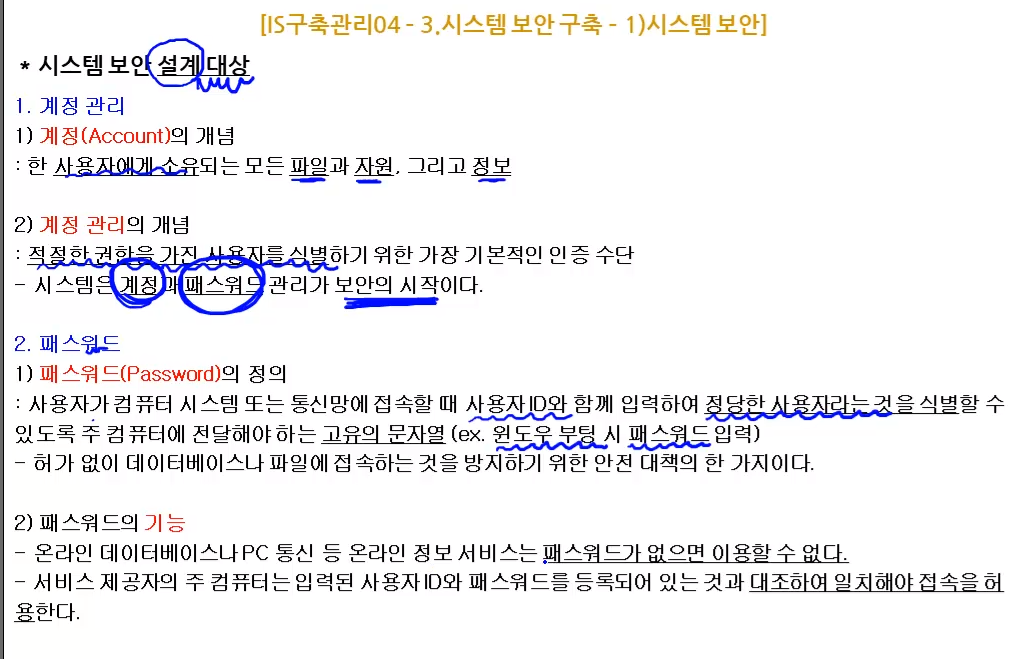 [IS구축관리04 - 3.시스템 보안 구축 - 1)시스템 보안]
* 시스템 보안 설계 대상
1. 계정 관리
1) 계정(Account)의 개념
: 한 사용자에게 소유되는 모든 파일과 자원, 그리고 정보
2) 계정 관리의 개념
: 적절한 권한을 가진 사용자를 식별하기 위한 가장 기본적인 인증 수단
- 시스템은 계정과 패스워드 관리가 보안의 시작이다.
2. 패스워드
1) 패스워드(Password)의 정의
: 사용자가 컴퓨터 시스템 또는 통신망에 접속할 때 사용자 ID와 함께 입력하여 정당한 사용자라는 것을 식별할 수
있도록 주 컴퓨터에 전달해야 하는 고유의 문자열 (ex. 윈도우 부팅 시 패스워드 입력)
- 허가 없이 데이터베이스나 파일에 접속하는 것을 방지하기 위한 안전 대책의 한 가지이다.
2) 패스워드의 기능
- 온라인 데이터베이스나 PC 통신 등 온라인 정보 서비스는 패스워드가 없으면 이용할 수 없다.
- 서비스 제공자의 주 컴퓨터는 입력된 사용자 ID와 패스워드를 등록되어 있는 것과 대조하여 일치해야 접속을 허
용한다.